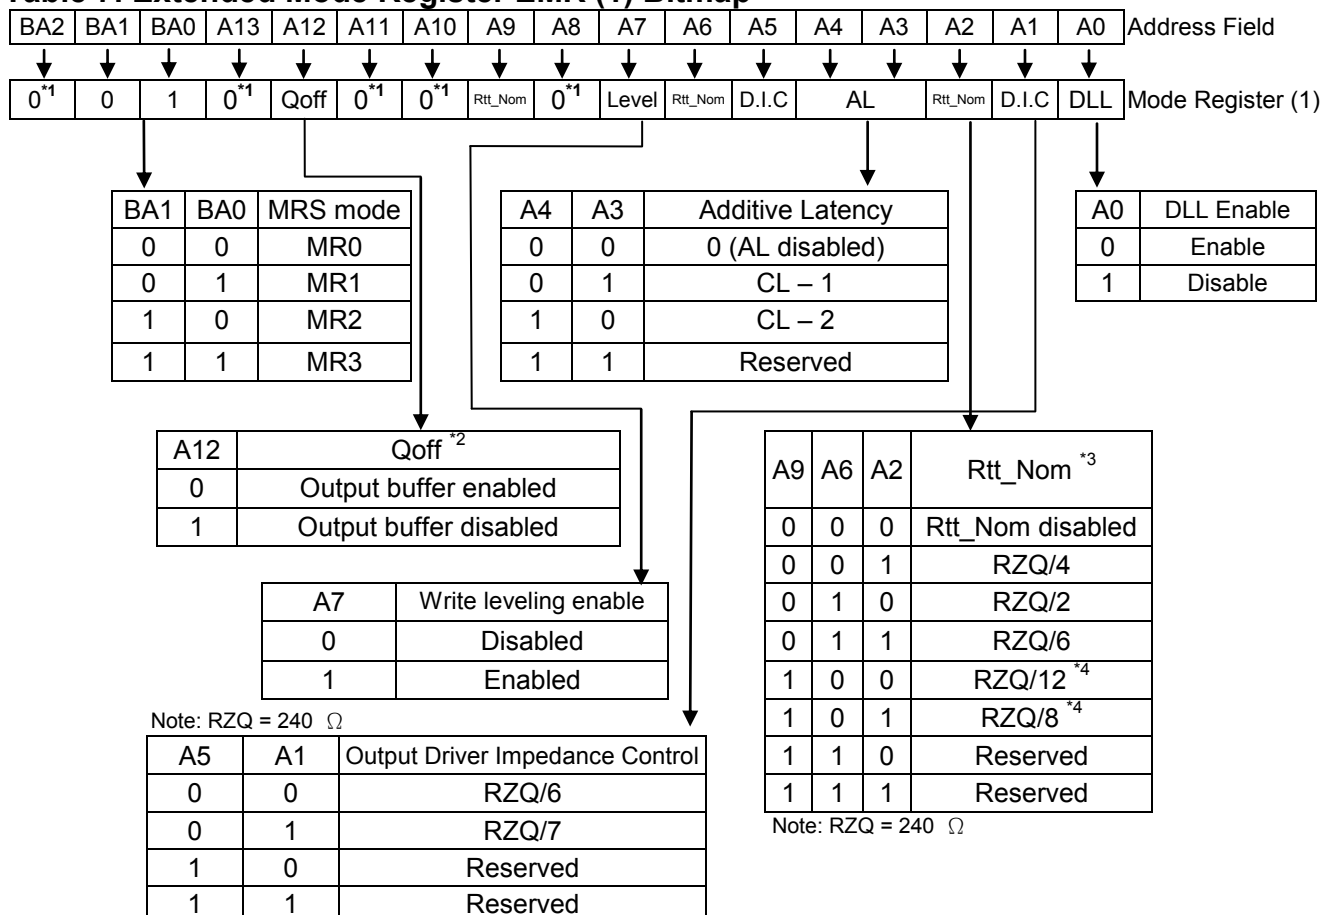 Table 7. Extended Mode Register EMR (1) Bitmap
BA2 BA1 BA0 A13 A12 A11 A10 A9 A8 A7 A6 A5 A4 A3 A2 A1 A0 Address Field
0*1 0 1 0*1 Qoff 0*1 0*1 Rtt_Nom 0*1 Level Rtt_Nom D.I.C AL Rtt_Nom D.I.C DLL Mode Register (1)
BA1 BA0 MRS mode
0 0 MR0
0 1 MR1
1 0 MR2
1 1 MR3
A4 A3 Additive Latency
0 0 0 (AL disabled)
0 1 CL – 1
1 0 CL – 2
1 1 Reserved
A0 DLL Enable
0 Enable
1 Disable
A12 Qoff *2
0 Output buffer enabled
1 Output buffer disabled
A9 A6 A2 Rtt_Nom *3
0 0 0 Rtt_Nom disabled
0 0 1 RZQ/4
0 1 0 RZQ/2
0 1 1 RZQ/6
1 0 0 RZQ/12 *4
1 0 1 RZQ/8 *4
1 1 0 Reserved
1 1 1 Reserved
Note: RZQ = 240 Ω
A7 Write leveling enable
0 Disabled
1 Enabled
Note: RZQ = 240 Ω
A5 A1 Output Driver Impedance Control
0 0 RZQ/6
0 1 RZQ/7
1 0 Reserved
1 1 Reserved